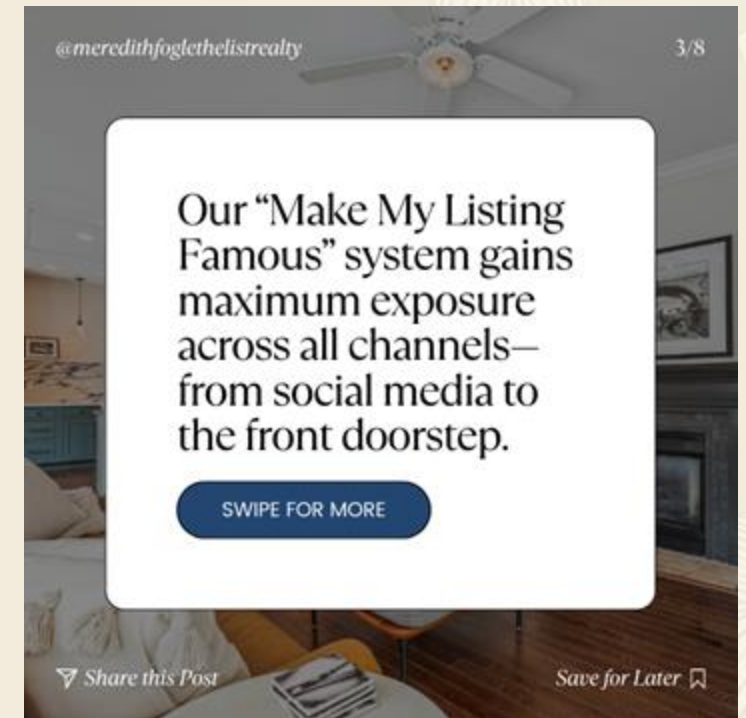 @meredithfoglethelistrealty
3/8
Our “Make My Listing
Famous” system gains
maximum exposure
across all channels—
from social media to
the front doorstep.
SWIPE FOR MORE
Share this Post
Save for Later